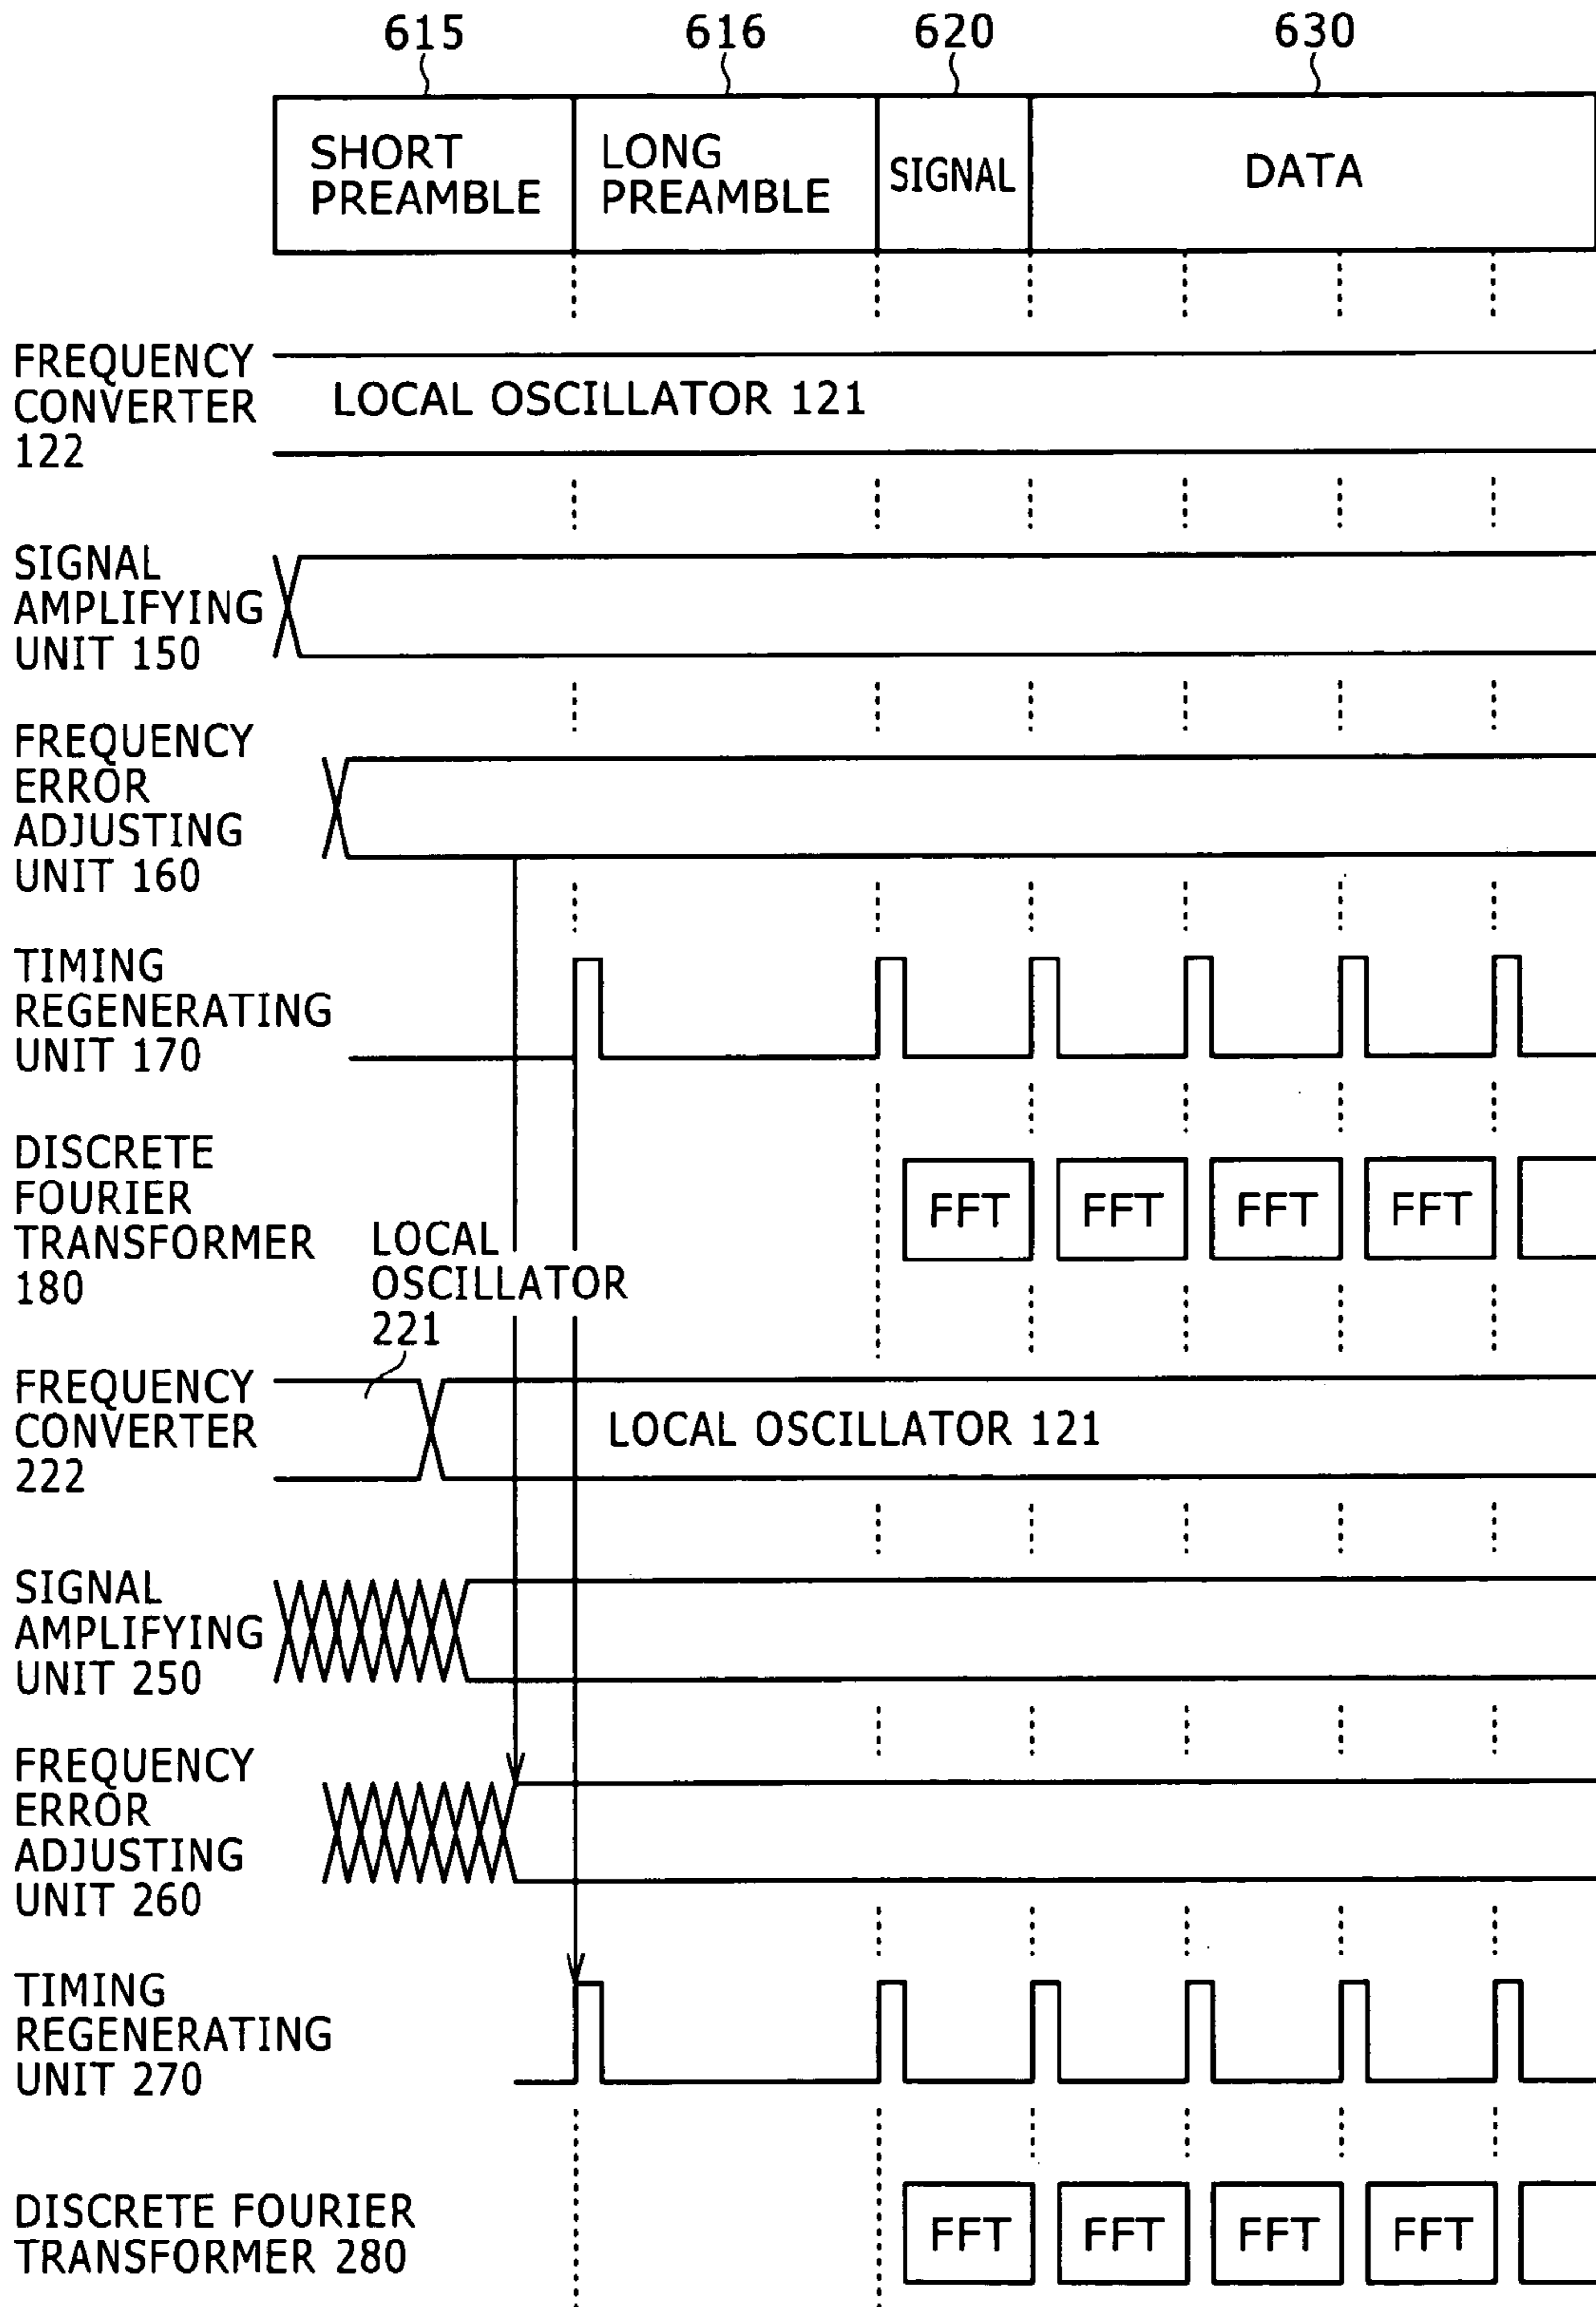 615
616
620
630
SHORT
PREAMBLE
LONG
PREAMBLE
SIGNAL
DATA
FREQUENCY
CONVERTER
122
LOCAL OSCILLATOR 121
SIGNAL
AMPLIFYING
UNIT 150
FREQUENCY
ERROR
ADJUSTING
UNIT 160
TIMING
REGENERATING
UNIT 170
DISCRETE
FOURIER
TRANSFORMER
180
FFT
FFT
FFT
FFT
LOCAL
OSCILLATOR
221
FREQUENCY
CONVERTER
222
LOCAL OSCILLATOR 121
SIGNAL
AMPLIFYING
UNIT 250
FREQUENCY
ERROR
ADJUSTING
UNIT 260
TIMING
REGENERATING
UNIT 270
DISCRETE FOURIER
TRANSFORMER 280
FFT
FFT
FFT
FFT